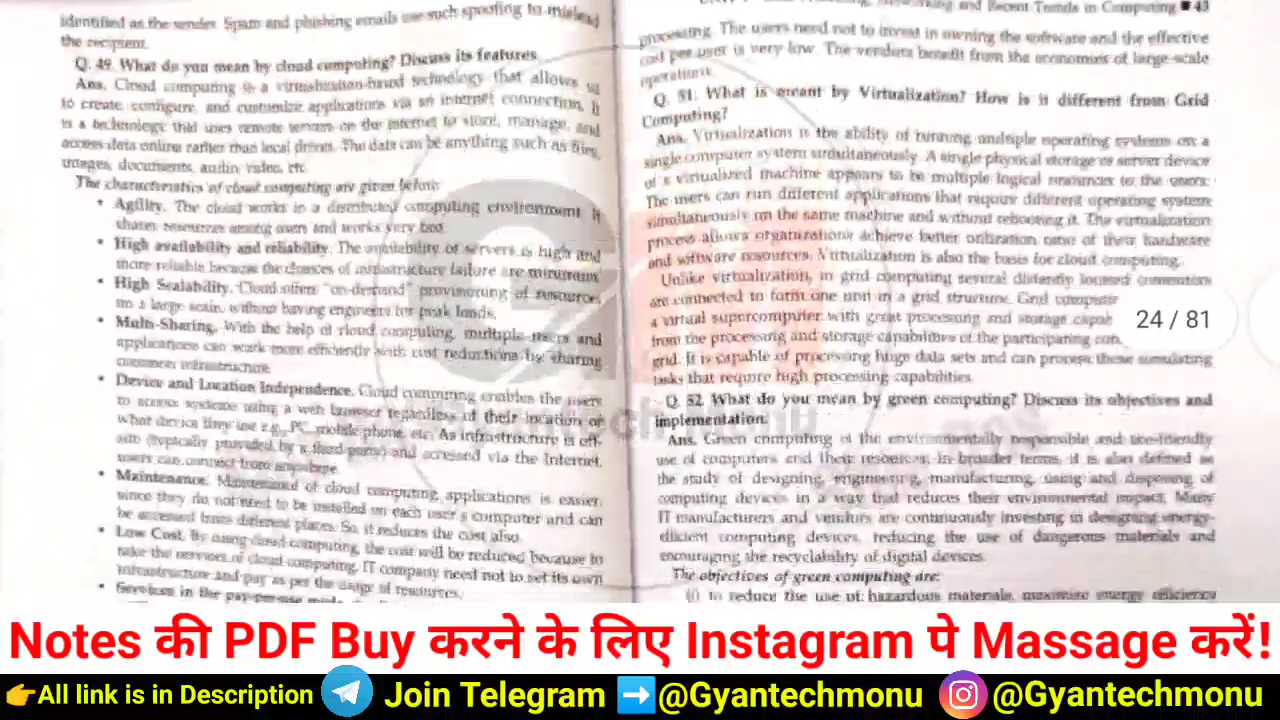 identified as the sender. Spam and phishing emails use such spoofing to mislead
the recipient.
Q. 49. What do you mean by cloud computing? Discuss its features.
Ans. Cloud computing is a virtualization-based technology that allows us
to create, configure, and customize applications via an internet connection. It
is a technology that uses remote servers on the internet to store, manage, and
access data online rather than local drives. The data can be anything such as files,
images, documents, audio, video, etc.
The characteristics of cloud computing are given below:
• Agility. The cloud works in a distributed computing environment. It
shares resources among users and works very fast.
• High availability and reliability. The availability of servers is high and
more reliable because the chances of infrastructure failure are minimum.
• High Scalability. Cloud offers "on-demand" provisioning of resources
on a large scale, without having engineers for peak loads.
• Multi-Sharing. With the help of cloud computing, multiple users and
applications can work more efficiently with cost reductions by sharing
common infrastructure.
• Device and Location Independence. Cloud computing enables the users
to access systems using a web browser regardless of their location or
what device they use e.g., PC, mobile phone, etc. As infrastructure is off-
site (typically provided by a third-party) and accessed via the Internet,
users can connect from anywhere.
• Maintenance. Maintenance of cloud computing applications is easier,
since they do not need to be installed on each user's computer and can
be accessed from different places. So, it reduces the cost also.
• Low Cost. By using cloud computing, the cost will be reduced because to
take the services of cloud computing, IT company need not to set its own
infrastructure and pay as per the usage of resources.
• Services in the pay-per-use mode
and Recent Trends in Computing ■ 43
processing. The users need not to invest in owning the software and the effective
cost per user is very low. The vendors benefit from the economies of large-scale
operations.
Q. 51. What is meant by Virtualization? How is it different from Grid
Computing?
Ans. Virtualization is the ability of running multiple operating systems on a
single computer system simultaneously. A single physical storage or server device
of a virtualized machine appears to be multiple logical resources to the users.
The users can run different applications that require different operating system
simultaneously on the same machine and without rebooting it. The virtualization
process allows organizations achieve better utilization rate of their hardware
and software resources. Virtualization is also the basis for cloud computing.
Unlike virtualization, in grid computing several distantly located computers
are connected to form one unit in a grid structure. Grid computer
a virtual supercomputer with great processing and storage capab
from the processing and storage capabilities of the participating com
grid. It is capable of processing huge data sets and can process those simulating
tasks that require high processing capabilities.
24 / 81
Q. 52. What do you mean by green computing? Discuss its objectives and
implementation.
Ans. Green computing is the environmentally responsible and eco-friendly
use of computers and their resources. In broader terms, it is also defined as
the study of designing, engineering, manufacturing, using and disposing of
computing devices in a way that reduces their environmental impact. Many
IT manufacturers and vendors are continuously investing in designing energy-
efficient computing devices, reducing the use of dangerous materials and
encouraging the recyclability of digital devices.
The objectives of green computing are:
(i) to reduce the use of hazardous materials, maximise energy efficiency
Notes की PDF Buy करने के लिए Instagram पे Massage करें!
👉All link is in Description Join Telegram ➡️@Gyantechmonu @Gyantechmonu